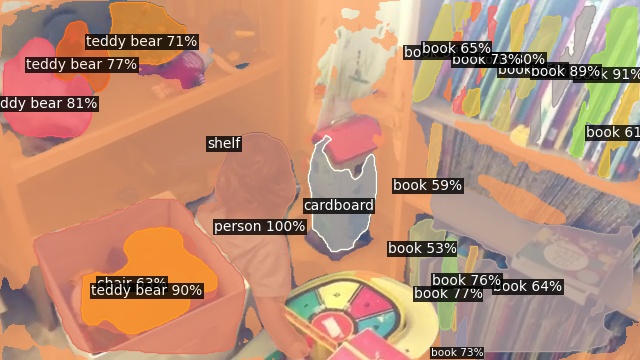 teddy bear 71%
teddy bear 77%
teddy bear 81%
book 65%
book 73%
book 89%
book 61
shelf
book 59%
cardboard
person 100%
book 53%
chair 63%
teddy bear 90%
book 76%
book 77%
book 64%
book 73%